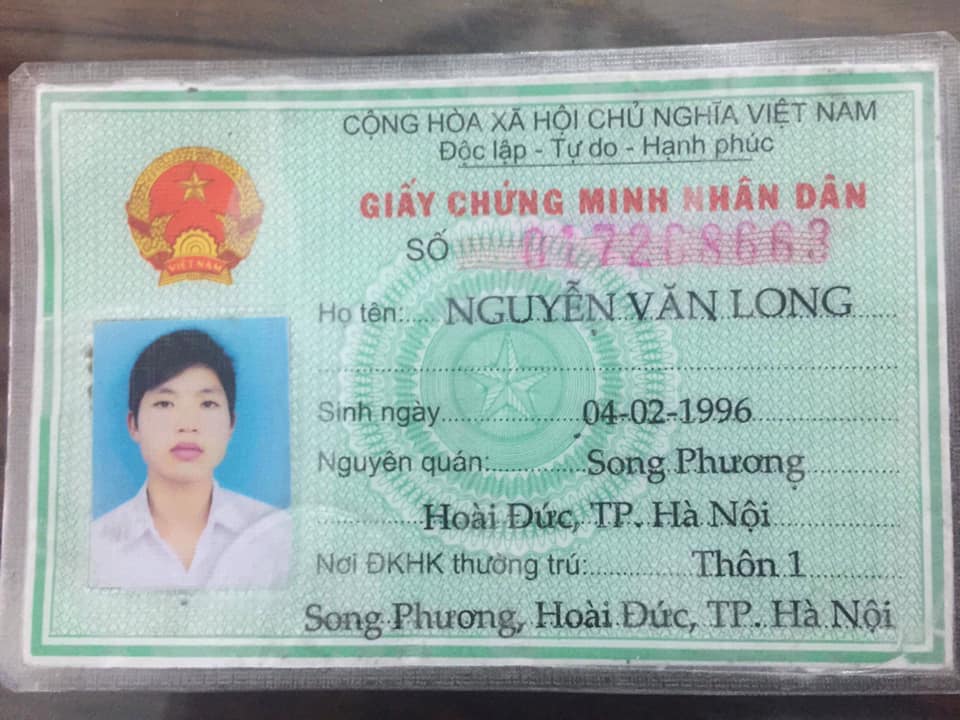 CỘNG HÒA XÃ HỘI CHỦ NGHĨA VIỆT NAM
Độc lập - Tự do - Hạnh phúc
GIẤY CHỨNG MINH NHÂN DÂN
SỐ 017268663
VIỆT NAM
Họ tên: NGUYỄN VĂN LONG
Sinh ngày 04-02-1996
Nguyên quán: Song Phương
Hoài Đức, TP. Hà Nội
Nơi ĐKHK thường trú: Thôn 1
Song Phương, Hoài Đức, TP. Hà Nội